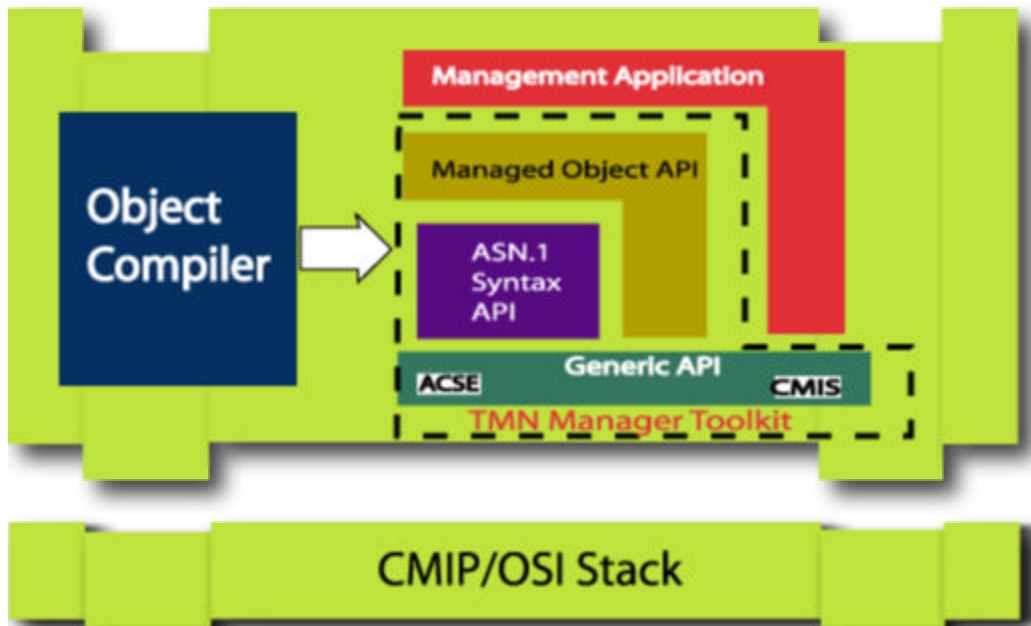 Management Application
Object
Compiler
Managed Object API
ASN.1
Syntax
API
Generic API
ACSE
CMIS
TMN Manager Toolkit
CMIP/OSI Stack